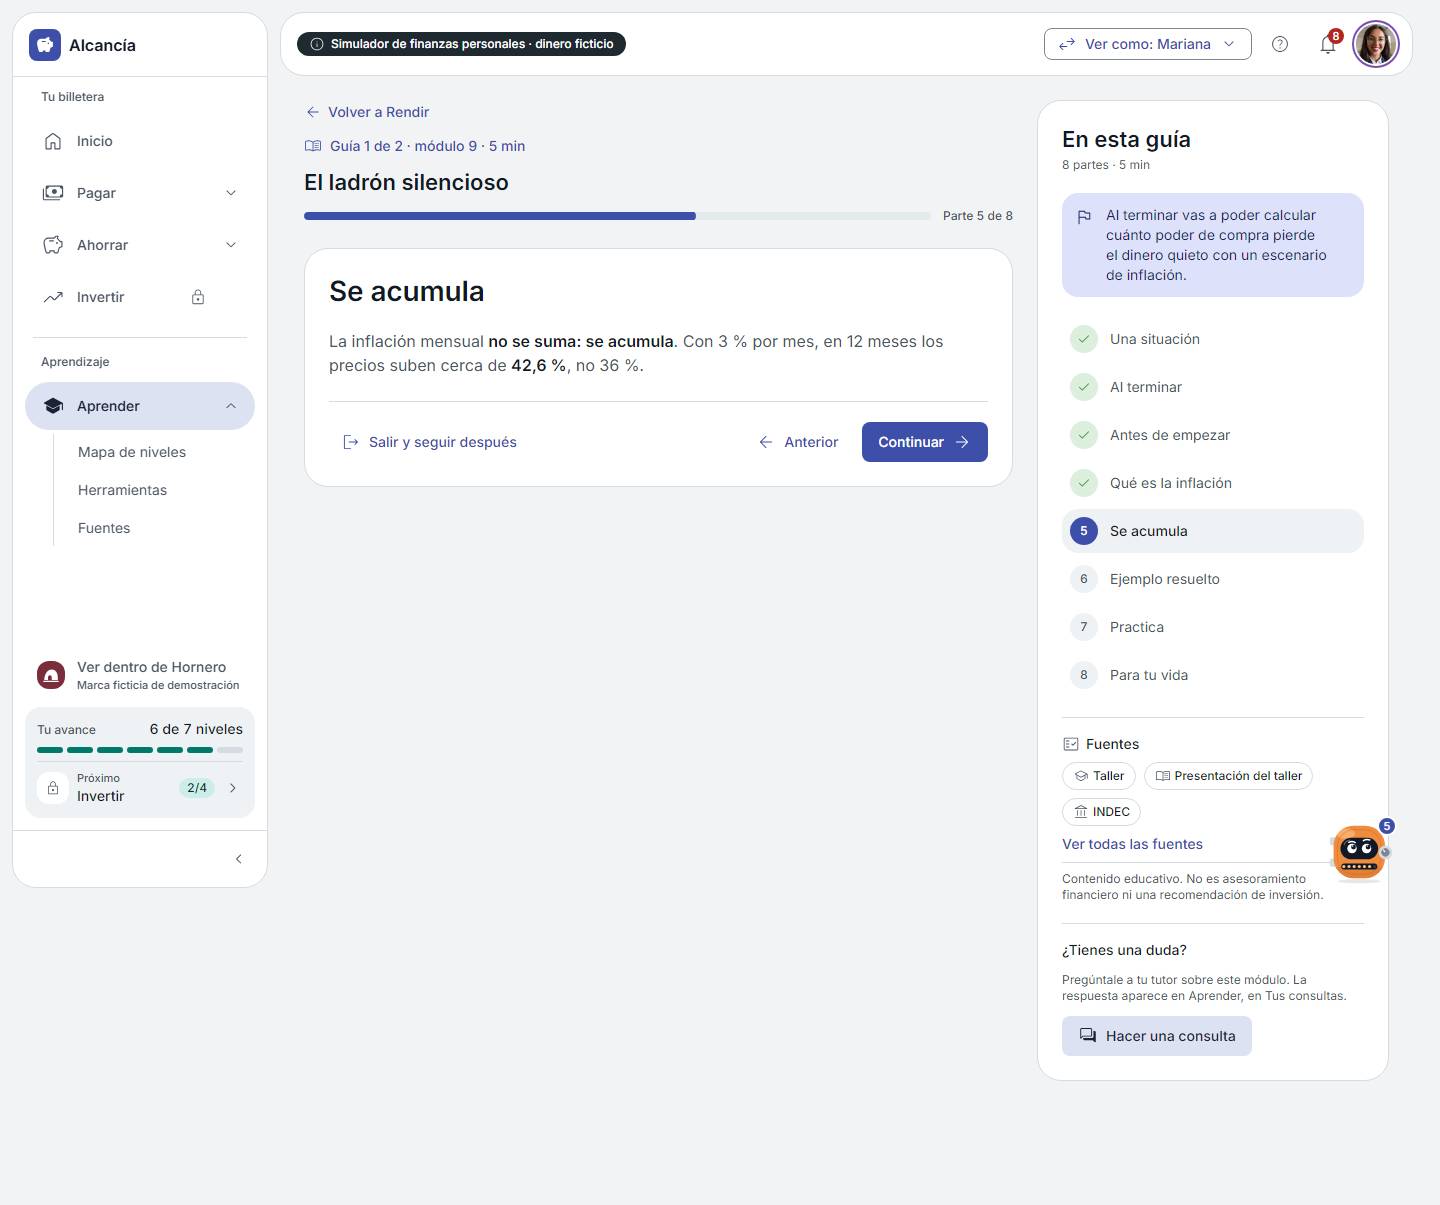 Alcancía
Tu billetera
Inicio
Pagar
Ahorrar
Invertir
Aprendizaje
Aprender
Mapa de niveles
Herramientas
Fuentes
Ver dentro de Hornero
Marca ficticia de demostración
Tu avance
6 de 7 niveles
Próximo
Invertir
2/4
Simulador de finanzas personales · dinero ficticio
Ver como: Mariana
8
Volver a Rendir
Guía 1 de 2 · módulo 9 · 5 min
El ladrón silencioso
Parte 5 de 8
Se acumula
La inflación mensual no se suma: se acumula. Con 3 % por mes, en 12 meses los
precios suben cerca de 42,6 %, no 36 %.
Salir y seguir después
Anterior
Continuar
En esta guía
8 partes · 5 min
Al terminar vas a poder calcular
cuánto poder de compra pierde
el dinero quieto con un escenario
de inflación.
Una situación
Al terminar
Antes de empezar
Qué es la inflación
5 Se acumula
6 Ejemplo resuelto
7 Practica
8 Para tu vida
Fuentes
Taller
Presentación del taller
INDEC
Ver todas las fuentes
5
Contenido educativo. No es asesoramiento
financiero ni una recomendación de inversión.
¿Tienes una duda?
Pregúntale a tu tutor sobre este módulo. La
respuesta aparece en Aprender, en Tus consultas.
Hacer una consulta